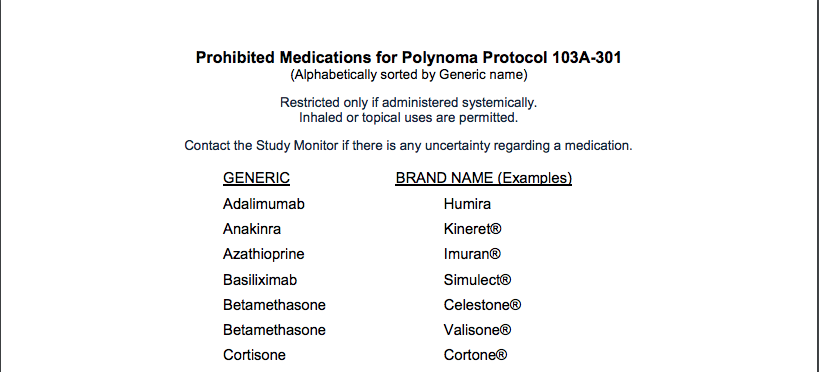 Prohibited Medications for Polynoma Protocol 103A-301
(Alphabetically sorted by Generic name)
Restricted only if administered systemically.
Inhaled or topical uses are permitted.
Contact the Study Monitor if there is any uncertainty regarding a medication.
GENERIC BRAND NAME (Examples)
Adalimumab Humira
Anakinra Kineret®
Azathioprine Imuran®
Basiliximab Simulect®
Betamethasone Celestone®
Betamethasone Valisone®
Cortisone Cortone®